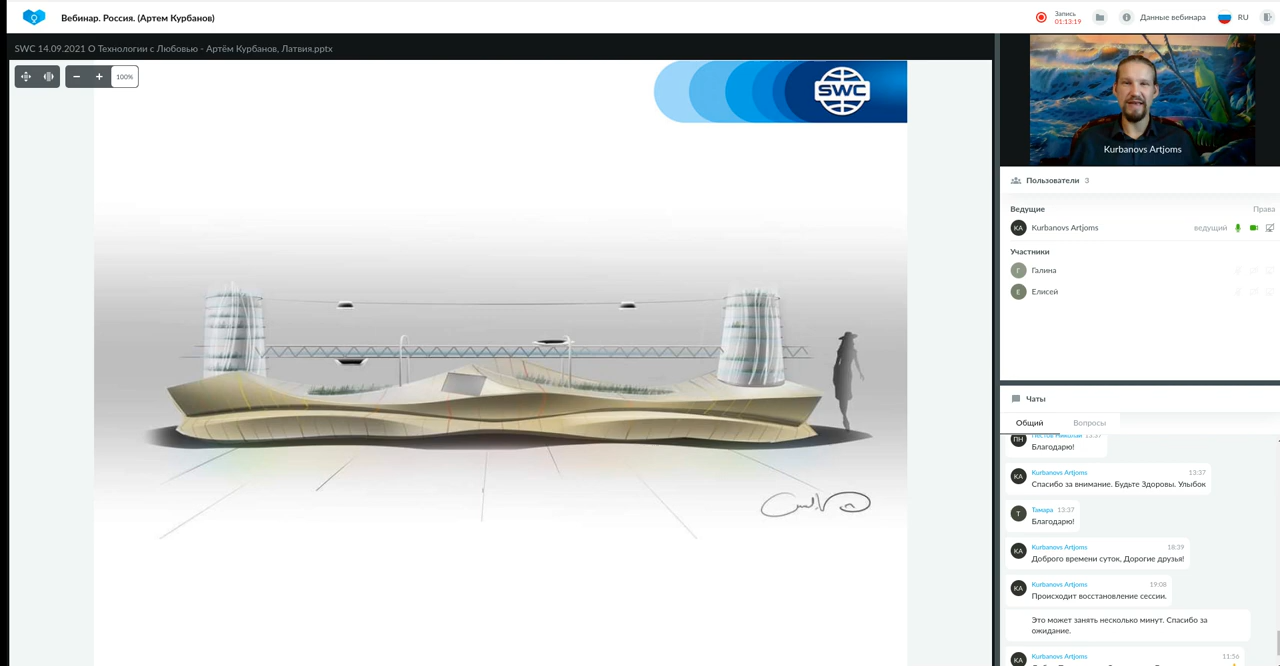 Вебинар. Россия. (Артем Курбанов)
Запись
01:13:19
Данные вебинара
RU
SWC 14.09.2021 О Технологии с Любовью - Артём Курбанов, Латвия.pptx
100%
SWC
Kurbanovs Artjoms
Пользователи 3
Ведущие
Права
KA
Kurbanovs Artjoms
ведущий
Участники
Г
Галина
Е
Елисей
Чаты
Общий
Вопросы
ПН
13:37
Благодарю!
KA
Kurbanovs Artjoms 13:37
Спасибо за внимание. Будьте Здоровы. Улыбок
Т
Тамара 13:37
Благодарю!
KA
Kurbanovs Artjoms 18:39
Доброго времени суток, Дорогие друзья!
KA
Kurbanovs Artjoms 19:08
Происходит восстановление сессии.
Это может занять несколько минут. Спасибо за
ожидание.
KA
Kurbanovs Artjoms 11:56